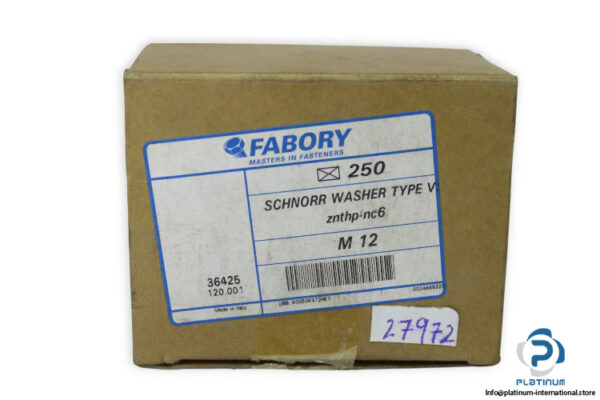 FABORY
MASTERS IN FASTENERS
250
SCHNORR WASHER TYPE V
znthp-nc6
M 12
36425
120.001
Made in Italy
27972
PLATINUM
Info@platinum-international.store